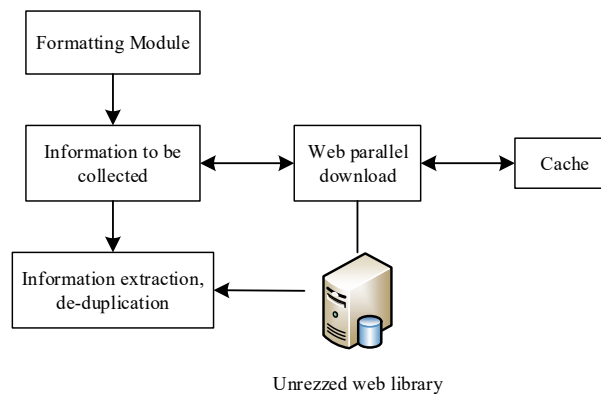 Formatting Module
Information to be
collected
Web parallel
download
Cache
Information extraction,
de-duplication
Unrezzed web library